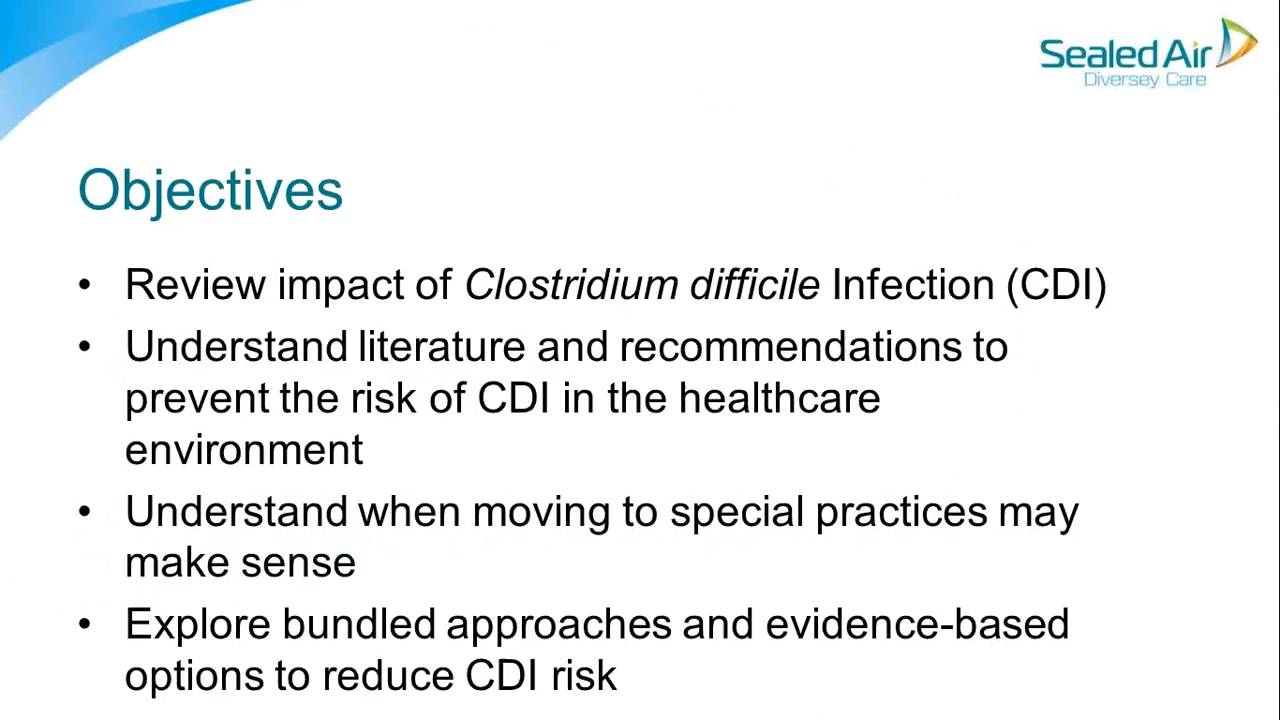 Sealed Air
Diversey Care
Objectives
• Review impact of Clostridium difficile Infection (CDI)
• Understand literature and recommendations to
prevent the risk of CDI in the healthcare
environment
• Understand when moving to special practices may
make sense
• Explore bundled approaches and evidence-based
options to reduce CDI risk